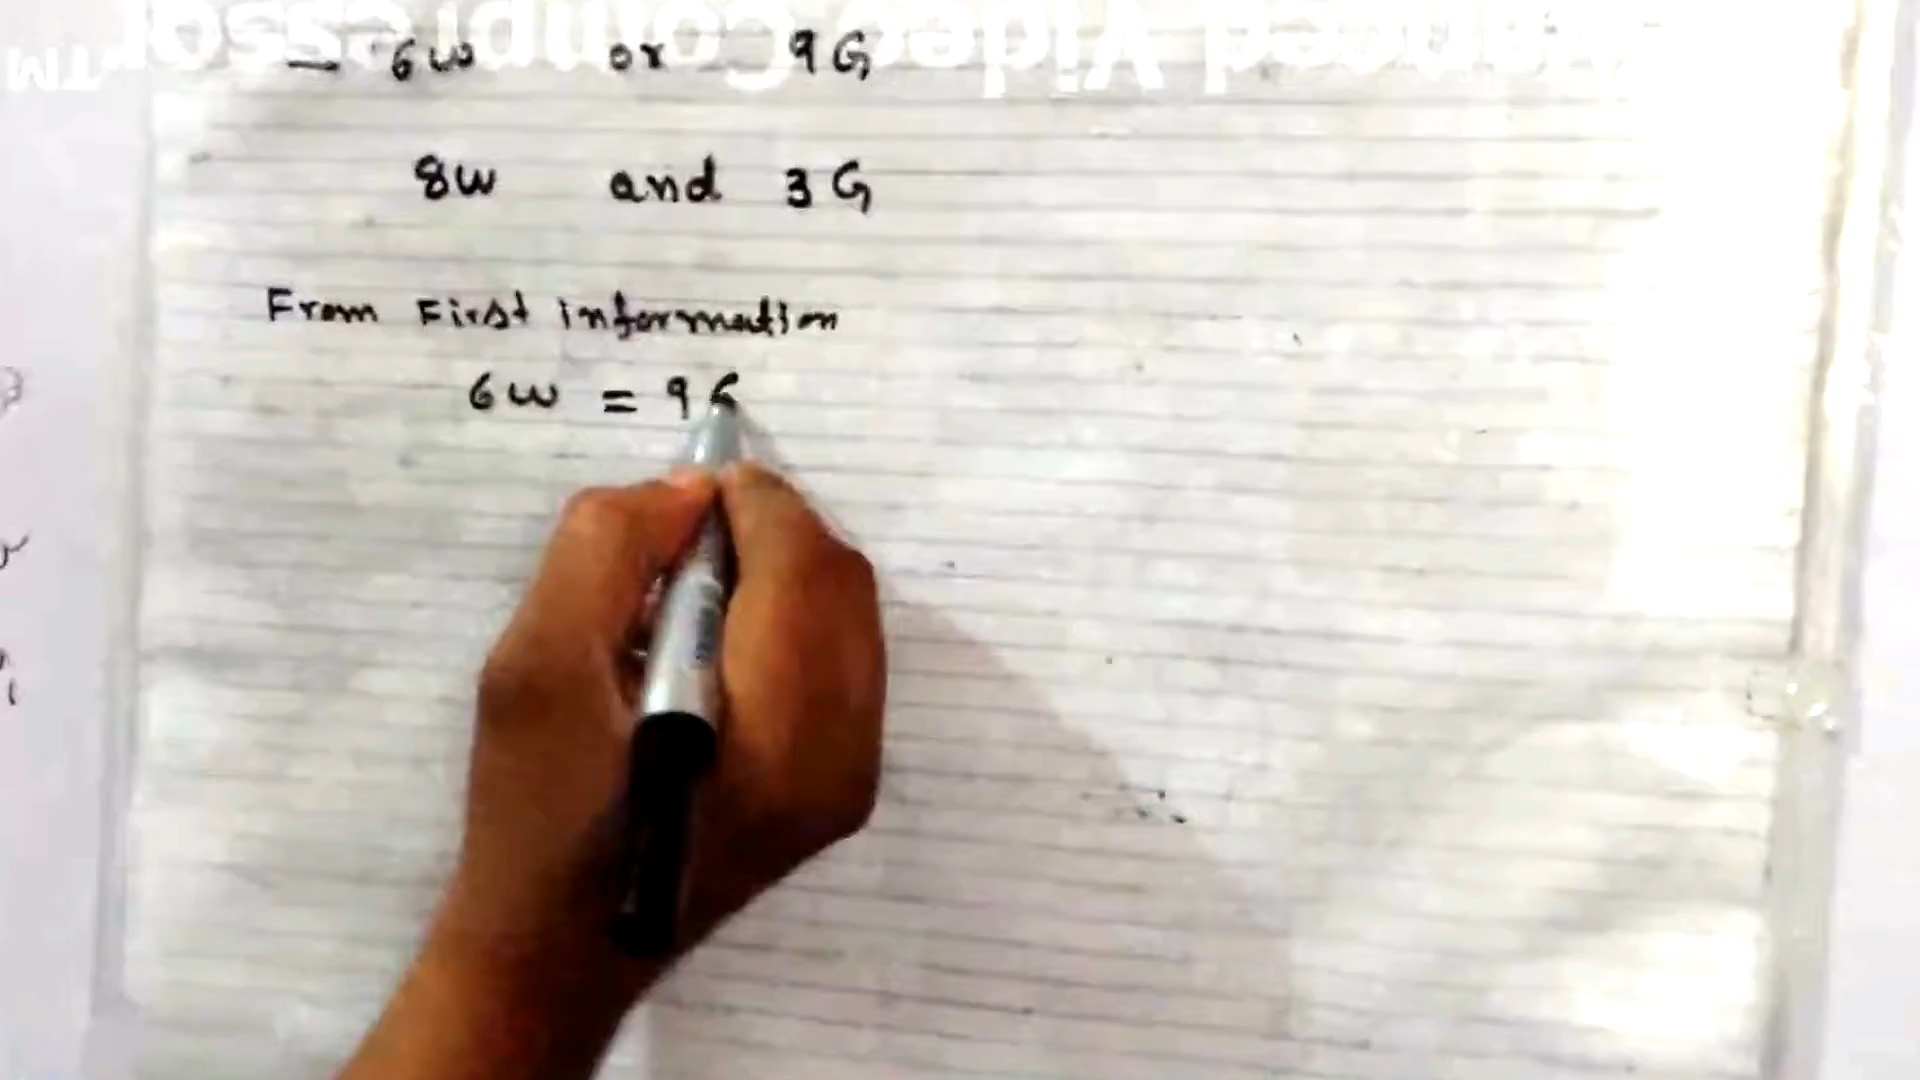 — 6w or 9G
8w and 3G
From First information
6w = 9G